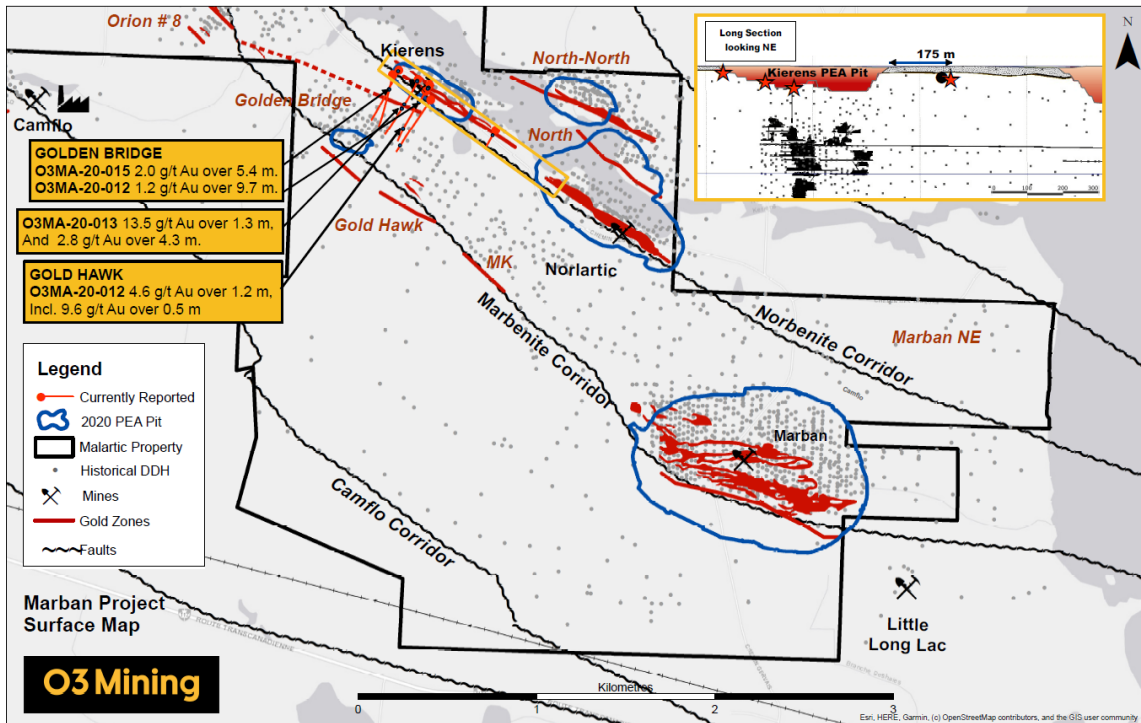 Orion # 8
Kierens
North-North
N
Long Section
looking NE
175 m
Kierens PEA Pit
0 100 200 300
Camflo
Golden Bridge
North
GOLDEN BRIDGE
O3MA-20-015 2.0 g/t Au over 5.4 m.
O3MA-20-012 1.2 g/t Au over 9.7 m.
O3MA-20-013 13.5 g/t Au over 1.3 m,
And 2.8 g/t Au over 4.3 m.
GOLD HAWK
O3MA-20-012 4.6 g/t Au over 1.2 m,
Incl. 9.6 g/t Au over 0.5 m
Gold Hawk
MK
Norlartic
Marbenite Corridor
Norbenite Corridor
Marban NE
Camflo
Legend
Currently Reported
2020 PEA Pit
Malartic Property
Historical DDH
Mines
Gold Zones
Faults
Marban
Camflo Corridor
Marban Project
Surface Map
ROUTE TRANSCANADIENNE
Little
Long Lac
O3 Mining
Kilometres
0 1 2 3
Esri, HERE, Garmin, (c) OpenStreetMap contributors, and the GIS user community